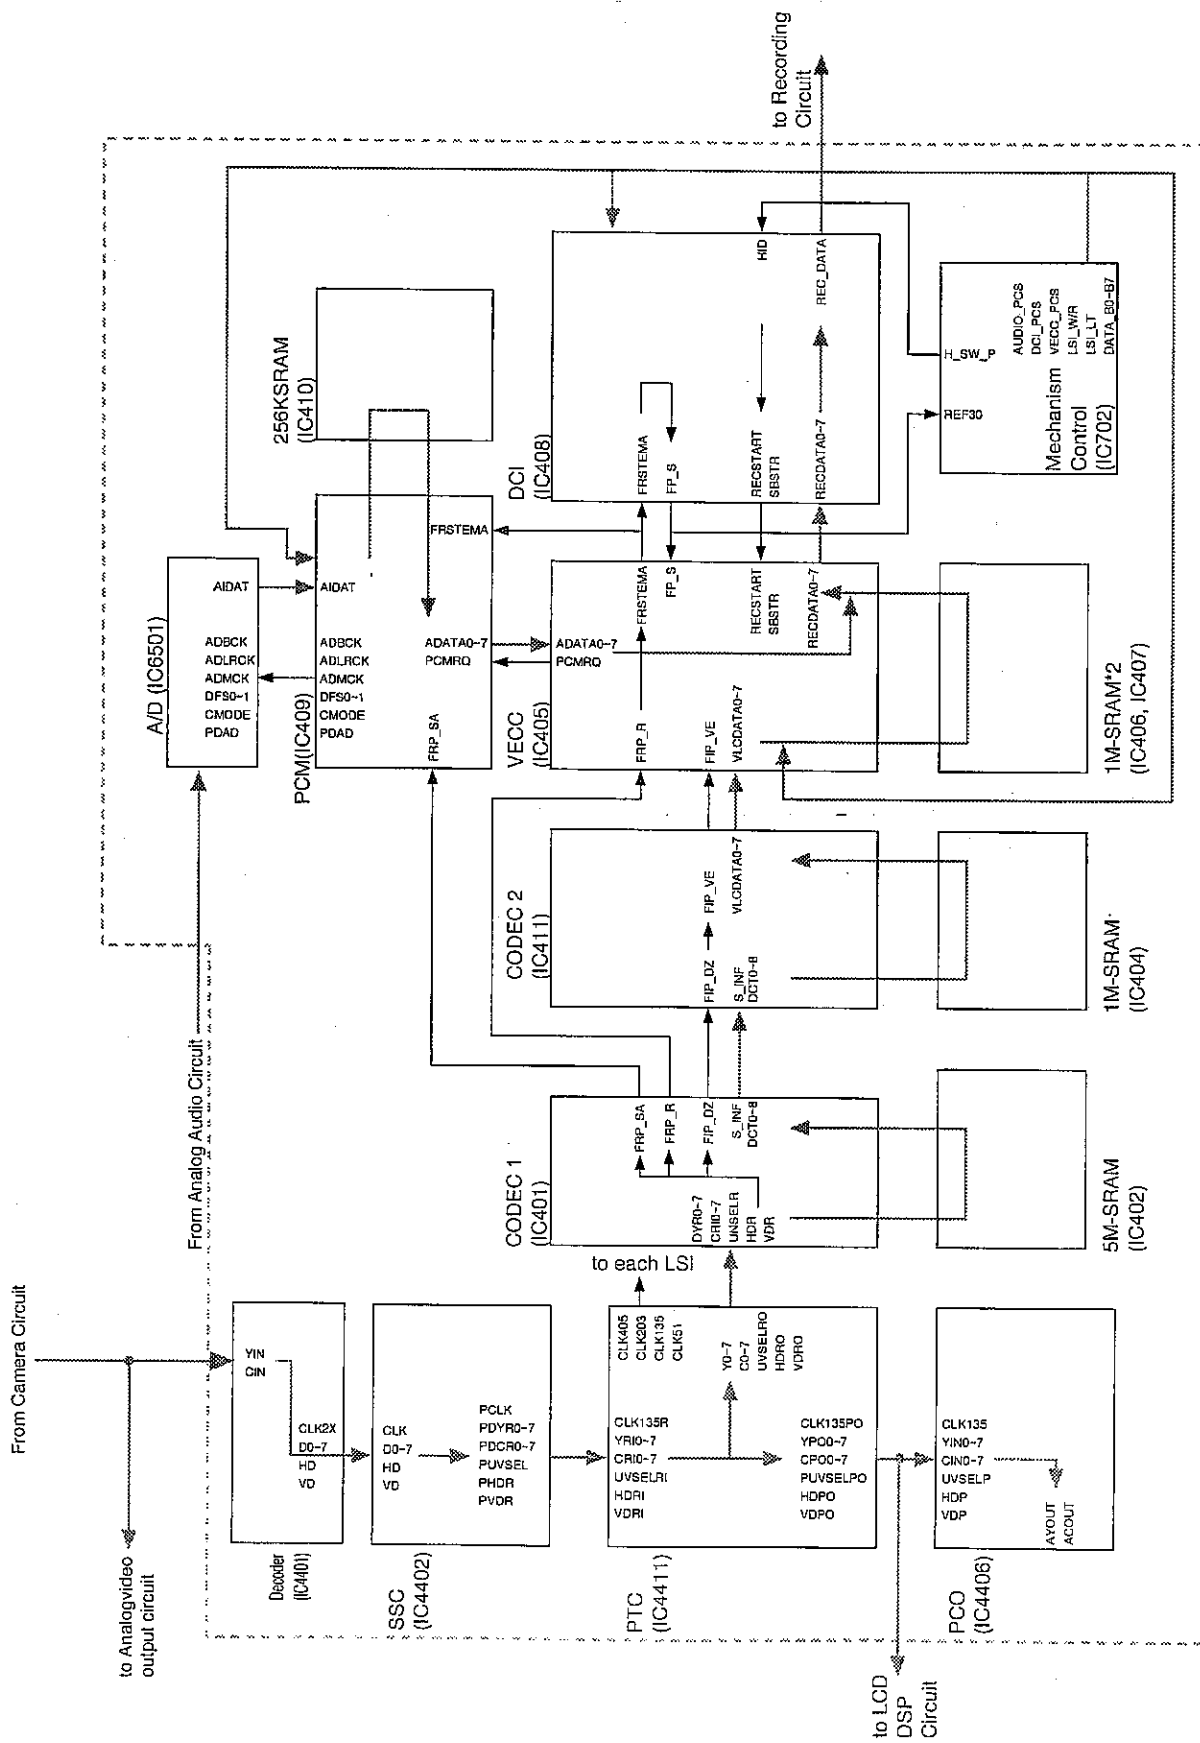 From Camera Circuit
to Analogvideo
output circuit
From Analog Audio Circuit
Decoder
(IC4401)
YIN
CIN
CLK2X
D0-7
HD
VD
SSC
(IC4402)
CLK
D0-7
HD
VD
PCLK
PDYR0-7
PDCR0-7
PUVSEL
PHDR
PVDR
PTC
(IC4411)
CLK135R
YRI0-7
CRI0-7
UVSELRI
HDRI
VDRI
CLK405
CLK203
CLK135
CLK51
to each LSI
Y0-7
C0-7
UVSELRO
HDRO
VDRO
CLK135PO
YPO0-7
CPO0-7
PUVSELPO
HDPO
VDPO
to LCD
DSP
Circuit
PCO
(IC4406)
CLK135
YIN0-7
CIN0-7
UVSELP
HDP
VDP
AYOUT
ACOUT
CODEC 1
(IC401)
DYR0-7
CRI0-7
UNSELR
HDR
VDR
FRP_SA
FRP_R
FIP_DZ
S_INF
DCT0-8
5M-SRAM
(IC402)
CODEC 2
(IC411)
FIP_DZ
S_INF
DCT0-8
FIP_VE
VLCDATA0-7
1M-SRAM
(IC404)
A/D (IC6501)
AIDAT
ADBCK
ADLRCK
ADMCK
DFS0~1
CMODE
PDAD
PCM(IC409)
AIDAT
ADBCK
ADLRCK
ADMCK
DFS0~1
CMODE
PDAD
FRP_SA
FRSTEMA
ADATA0~7
PCMRQ
256KSRAM
(IC410)
VECC
(IC405)
ADATA0~7
PCMRQ
FRP_R
FIP_VE
VLCDATA0-7
FRSTEMA
FP_S
RECSTART
SBSTR
RECDATA0~7
1M-SRAM*2
(IC406, IC407)
DCI
(IC408)
FRSTEMA
FP_S
RECSTART
SBSTR
RECDATA0-7
HID
REC_DATA
to Recording
Circuit
H_SW_P
REF30
AUDIO_PCS
DCI_PCS
VECC_PCS
LSI_W/R
LSI_LT
DATA_B0-B7
Mechanism
Control
(IC702)